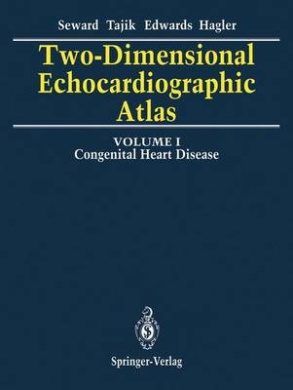 Seward Tajik Edwards Hagler
Two-Dimensional
Echocardiographic
Atlas
VOLUME I
Congenital Heart Disease
Springer-Verlag